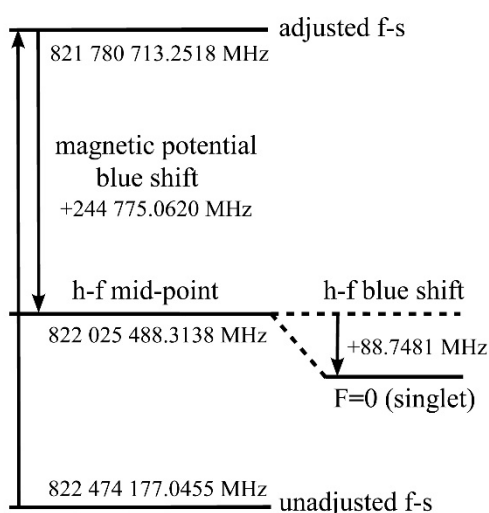 adjusted f-s
821 780 713.2518 MHz
magnetic potential
blue shift
+244 775.0620 MHz
h-f mid-point
h-f blue shift
822 025 488.3138 MHz
+88.7481 MHz
F=0 (singlet)
822 474 177.0455 MHz
unadjusted f-s